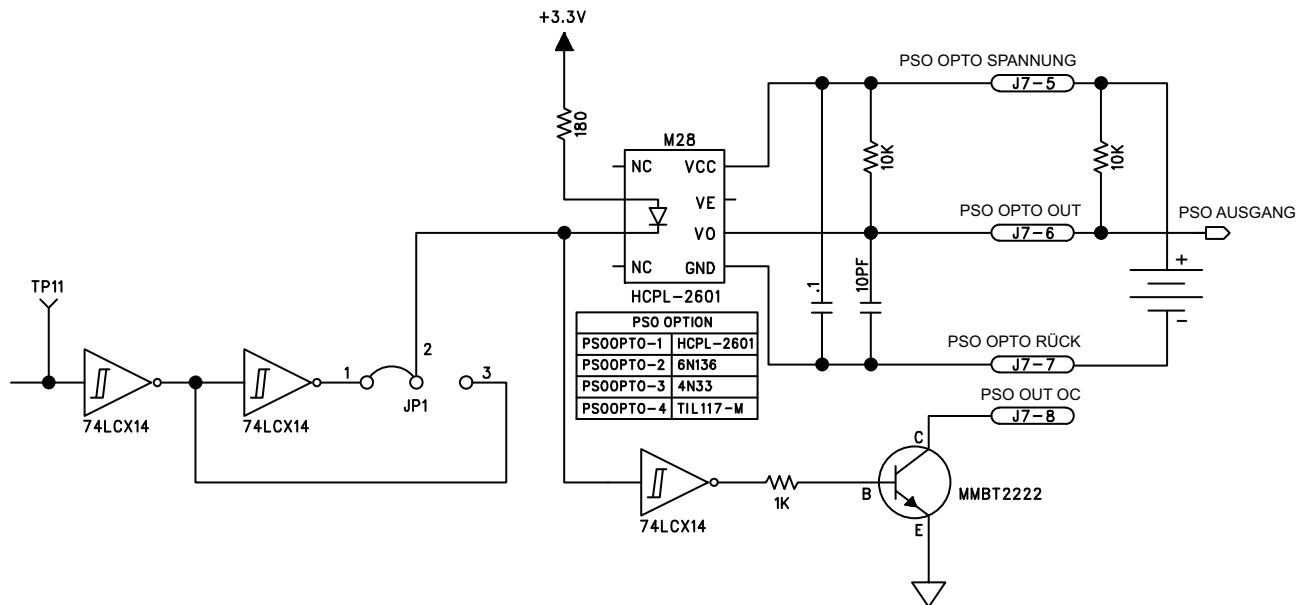 +3.3V
PSO OPTO SPANNUNG
J7-5
180
M28
NC VCC
10K
10K
VE
PSO OPTO OUT
PSO AUSGANG
VO
J7-6
NC GND
.1
10PF
+
-
TP11
HCPL-2601
PSO OPTION
PSOOPTO-1 HCPL-2601
PSOOPTO-2 6N136
PSOOPTO-3 4N33
PSOOPTO-4 TIL117-M
PSO OPTO RÜCK
J7-7
PSO OUT OC
J7-8
2
1
3
JP1
74LCX14
74LCX14
C
B
E
MMBT2222
1K
74LCX14